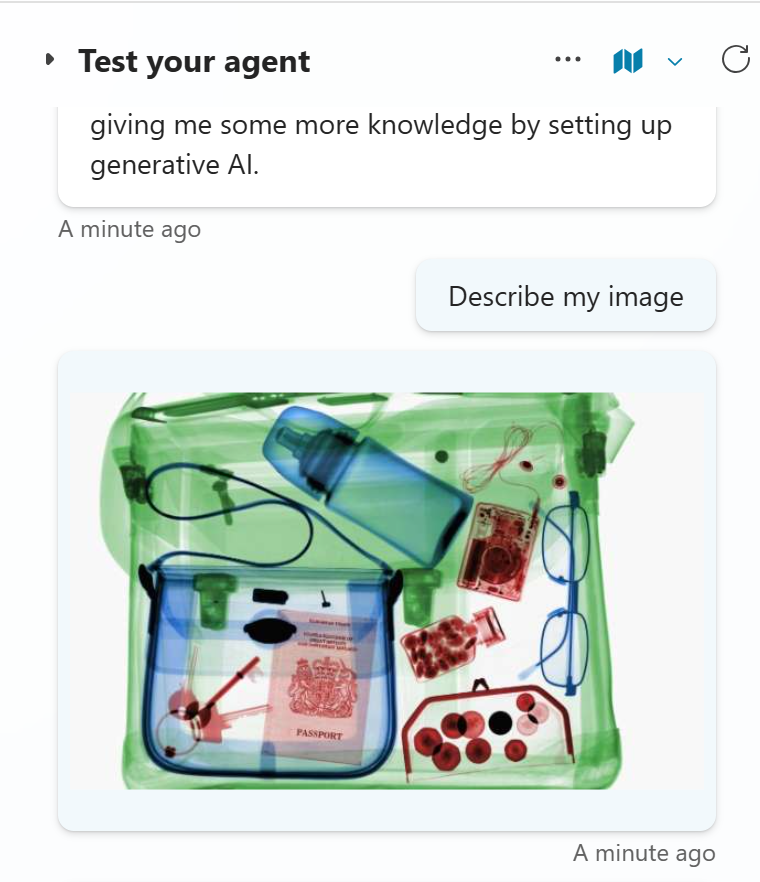 Test your agent
giving me some more knowledge by setting up
generative AI.
A minute ago
Describe my image
PASSPORT
A minute ago